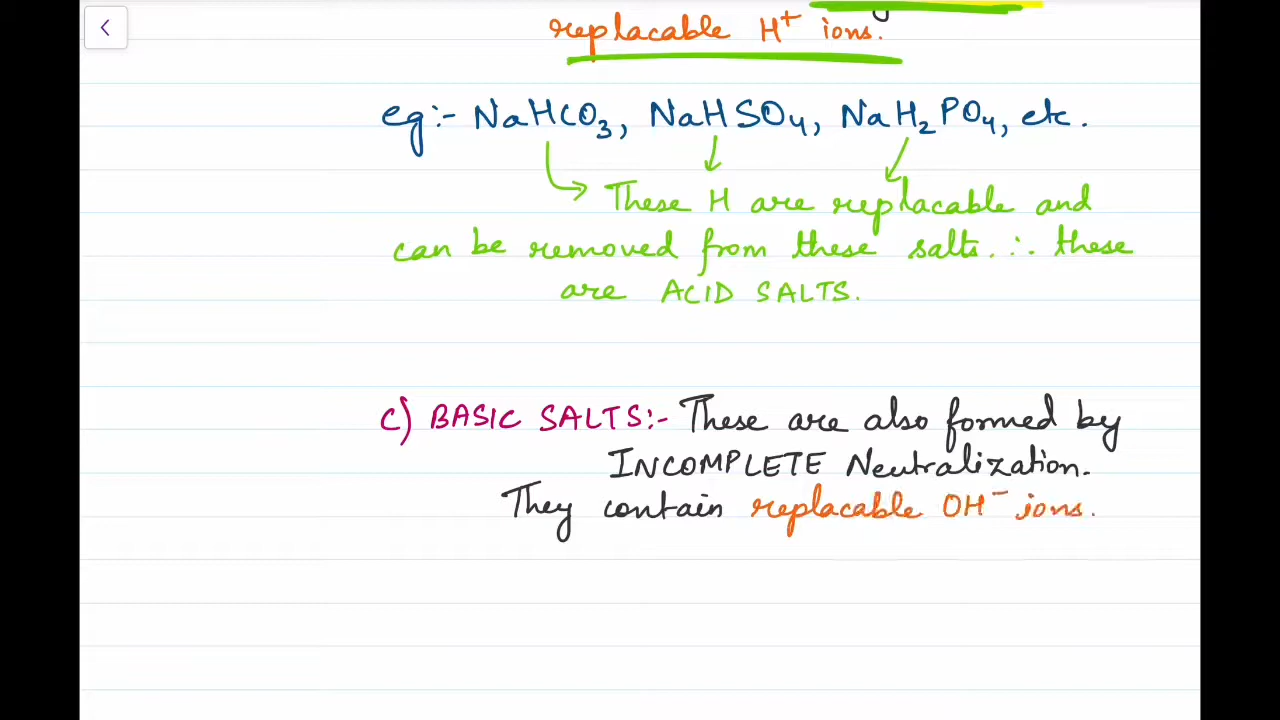 replacable H⁺ ions.
eg:- NaHCO₃, NaHSO₄, NaH₂PO₄, etc.
These H are replacable and
can be removed from these salts. ∴ these
are ACID SALTS.
c) BASIC SALTS:- These are also formed by
INCOMPLETE Neutralization.
They contain replacable OH⁻ ions.